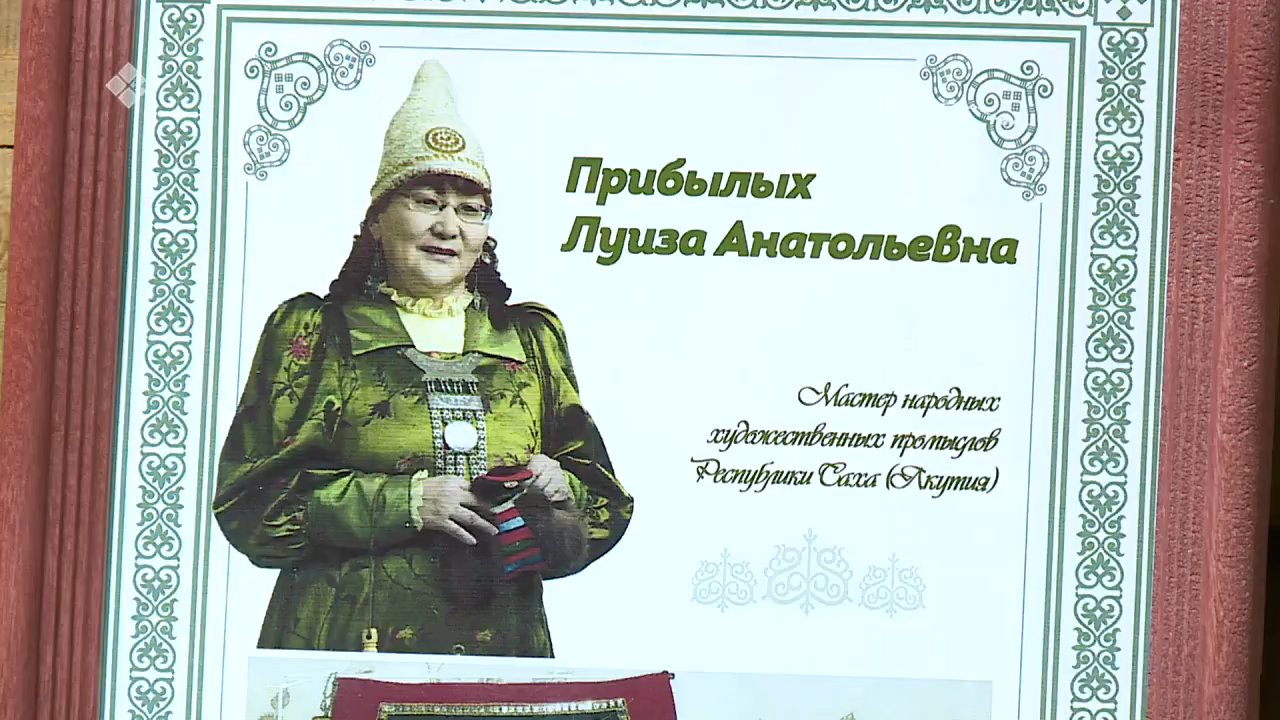 Прибылых
Луиза Анатольевна
Мастер народных
художественных промыслов
Республики Саха (Якутия)